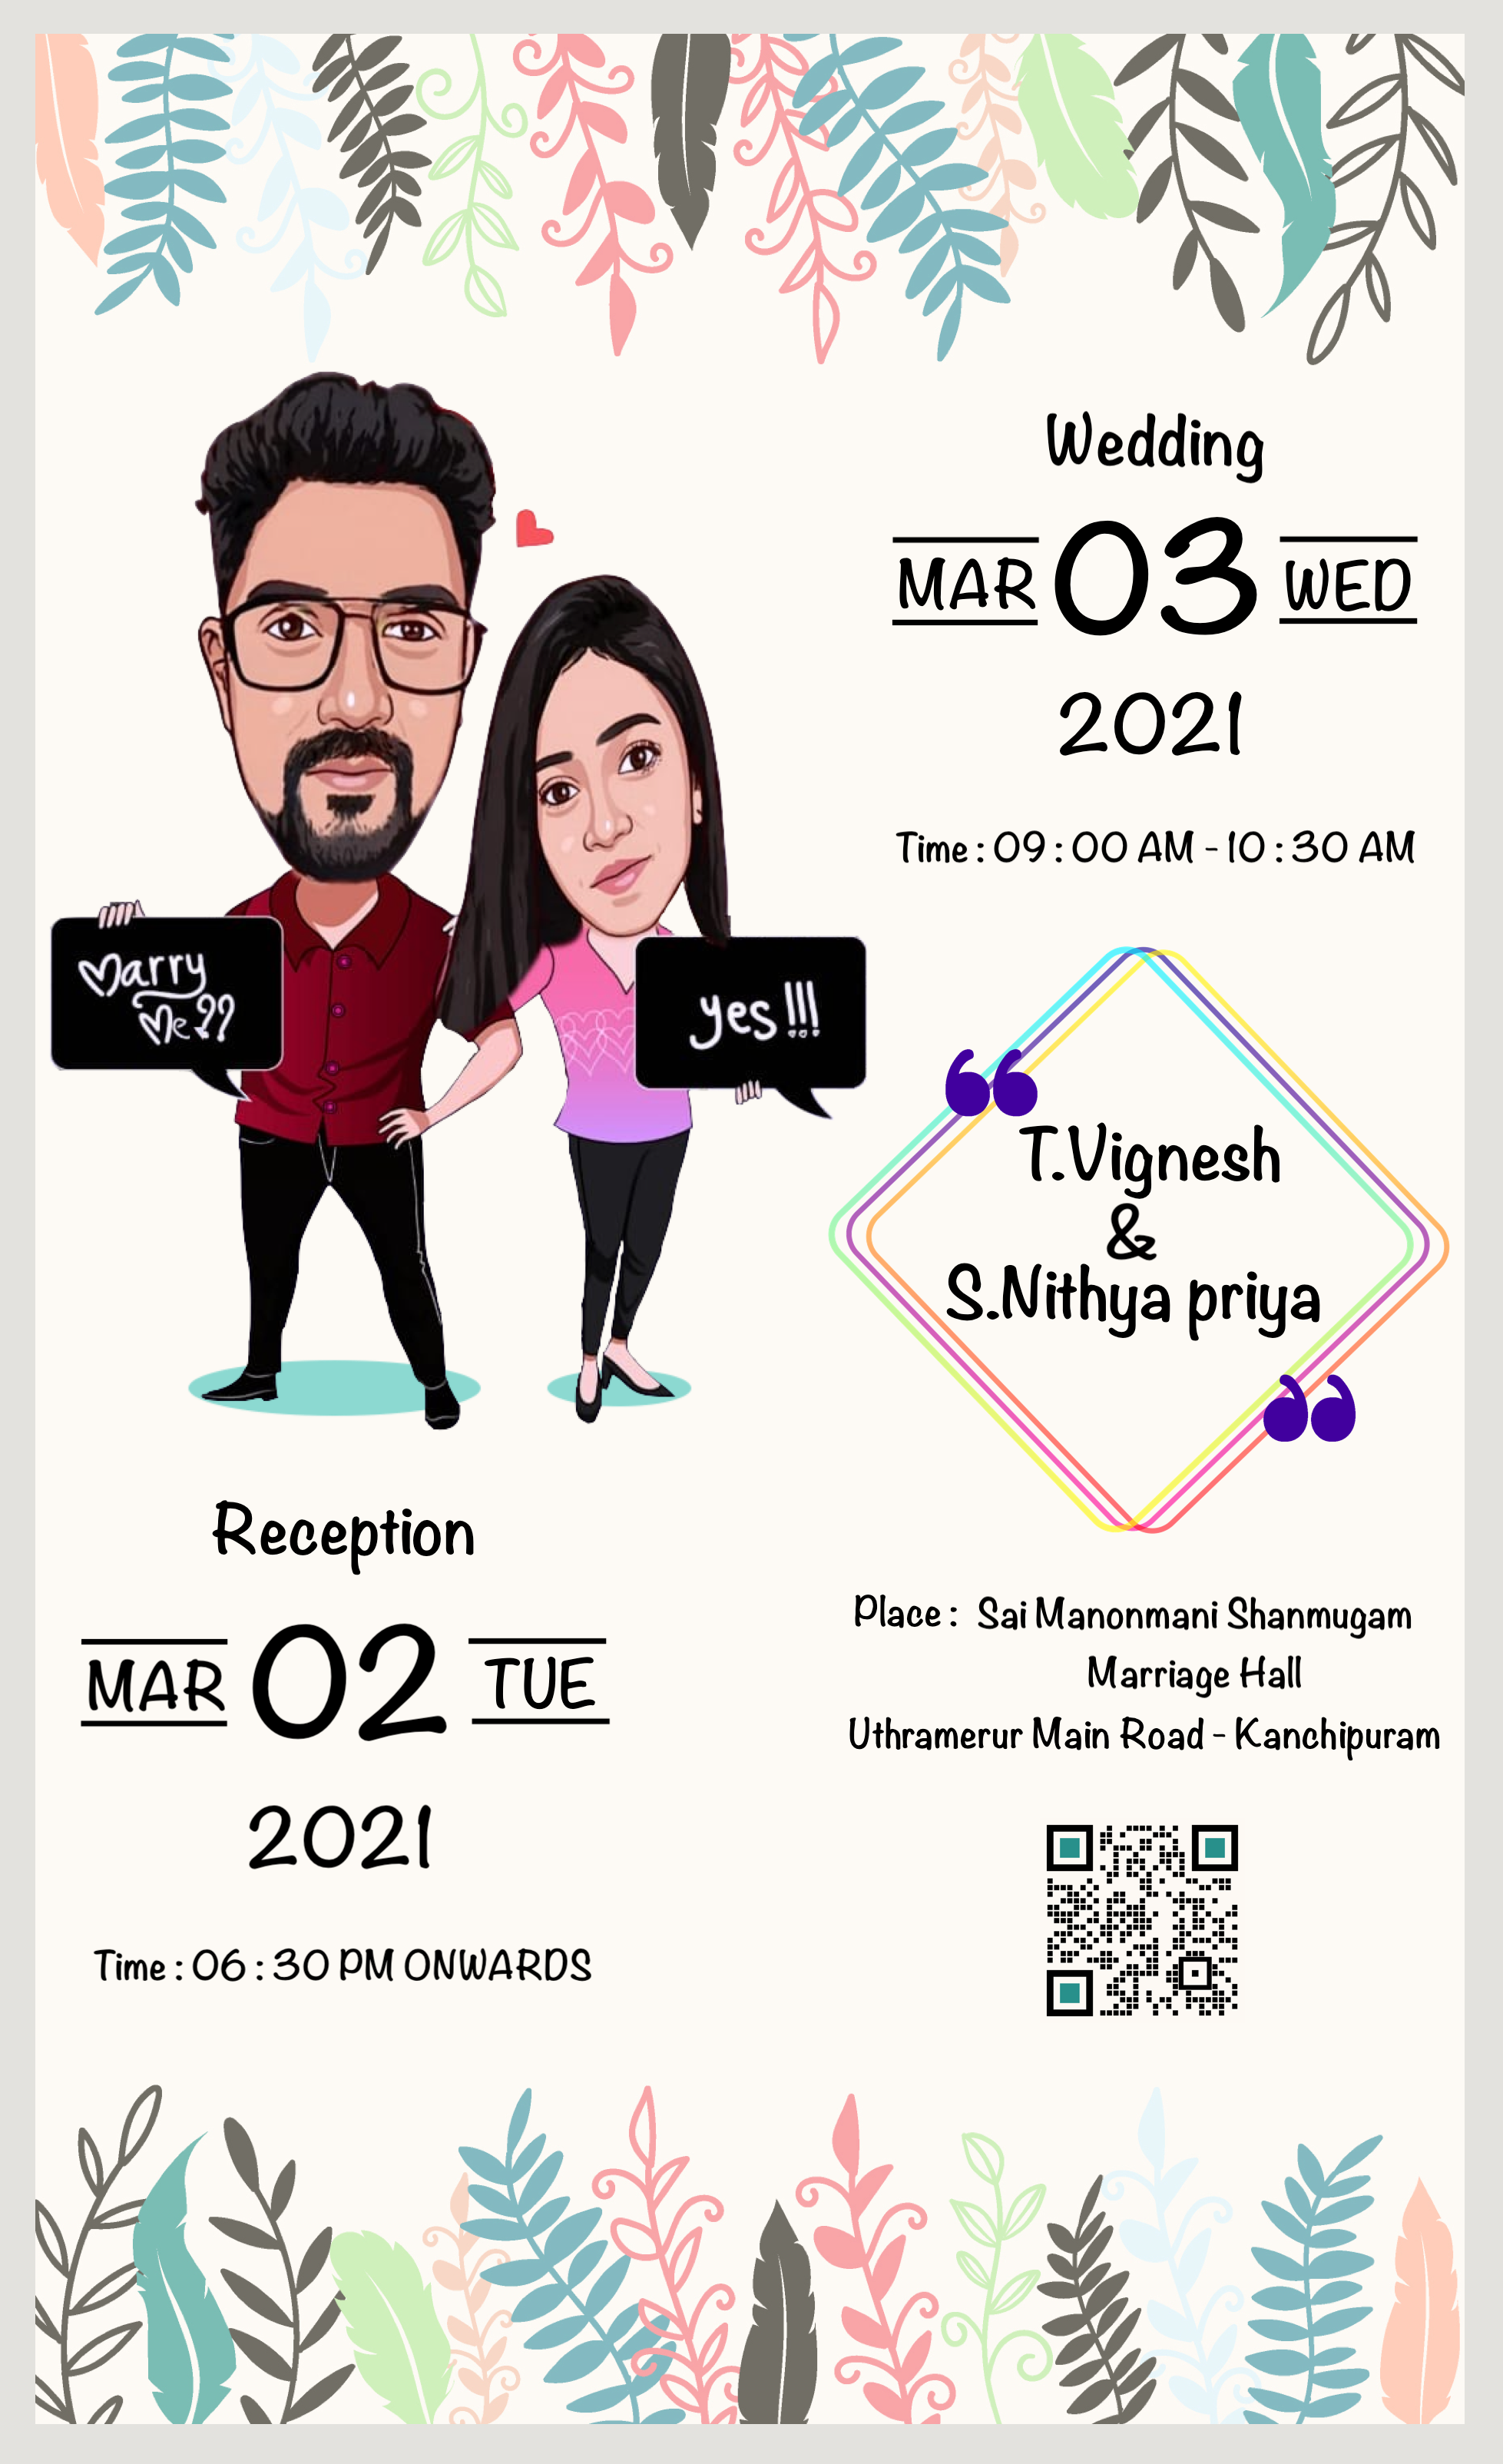 Wedding
MAR 03 WED
2021
Time : 09 : 00 AM - 10 : 30 AM
Marry
Me??
yes!!!
“
T.Vignesh
&
S.Nithya priya
”
Reception
MAR 02 TUE
2021
Time : 06 : 30 PM ONWARDS
Place : Sai Manonmani Shanmugam
Marriage Hall
Uthramerur Main Road - Kanchipuram